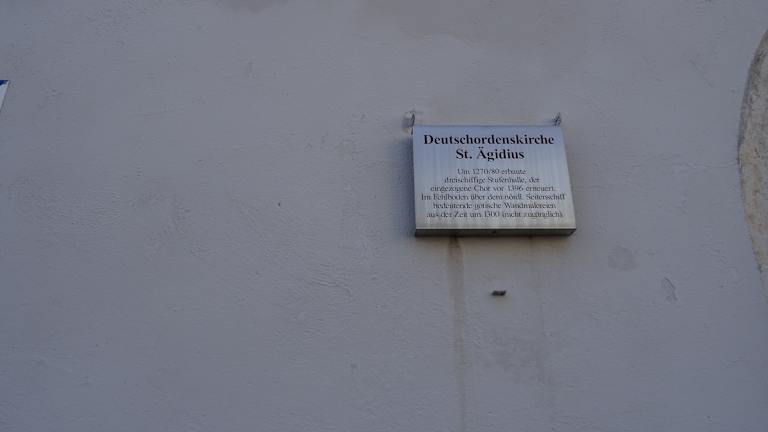 Deutschordenskirche
St. Ägidius
Um 1270/80 erbaute
dreischiffige Stufenhalle, der
eingezogene Chor vor 1396 erneuert.
Im Fehlboden über dem nördl. Seitenschiff
bedeutende gotische Wandmalereien
aus der Zeit um 1300 (nicht zugänglich).